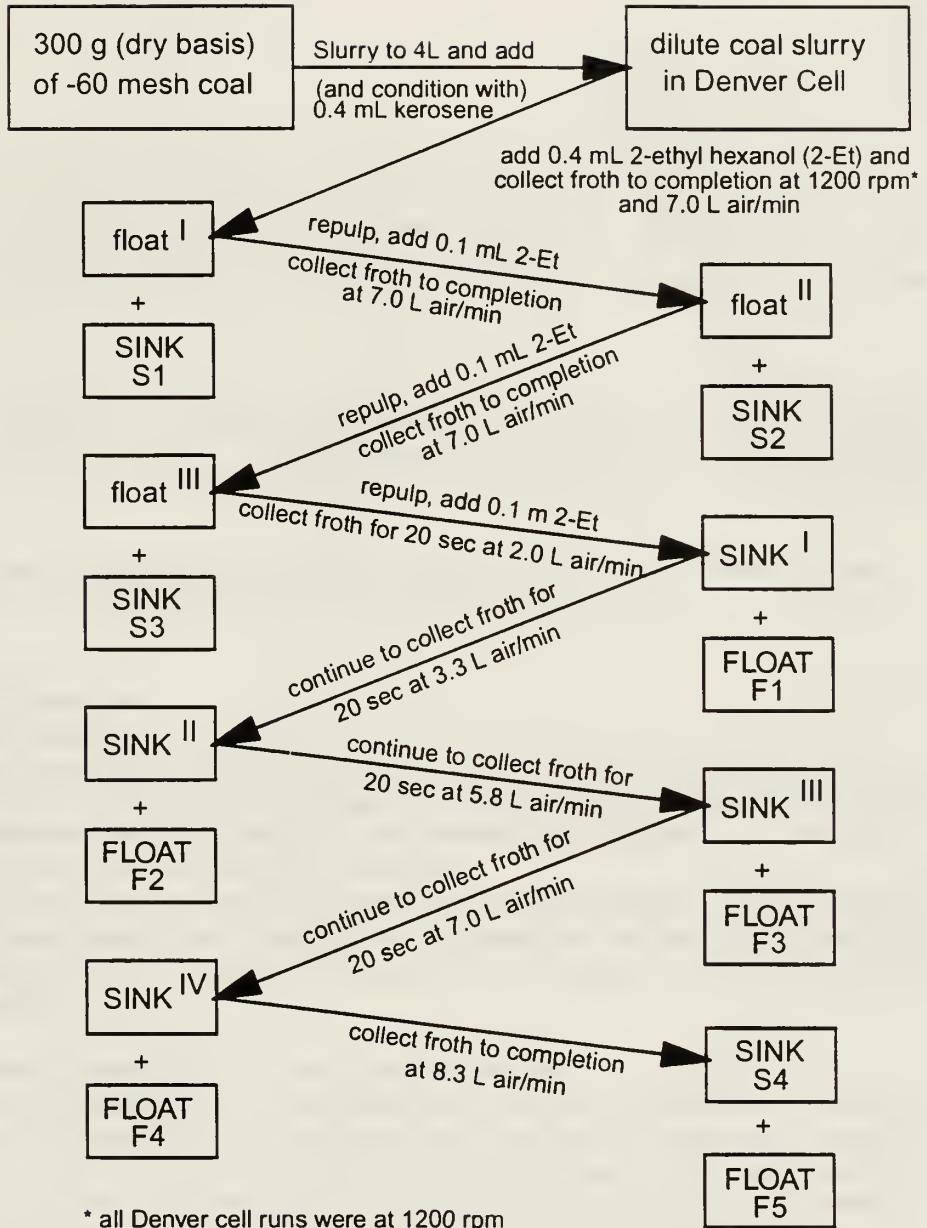 300 g (dry basis)
of -60 mesh coal
Slurry to 4L and add
(and condition with)
0.4 mL kerosene
dilute coal slurry
in Denver Cell
add 0.4 mL 2-ethyl hexanol (2-Et) and
collect froth to completion at 1200 rpm*
and 7.0 L air/min
float I
+
SINK
S1
repulp, add 0.1 mL 2-Et
collect froth to completion
at 7.0 L air/min
float II
+
SINK
S2
repulp, add 0.1 mL 2-Et
collect froth to completion
at 7.0 L air/min
float III
+
SINK
S3
repulp, add 0.1 m 2-Et
collect froth for 20 sec at 2.0 L air/min
SINK I
+
FLOAT
F1
continue to collect froth for
20 sec at 3.3 L air/min
SINK II
+
FLOAT
F2
continue to collect froth for
20 sec at 5.8 L air/min
SINK III
+
FLOAT
F3
continue to collect froth for
20 sec at 7.0 L air/min
SINK IV
+
FLOAT
F4
collect froth to completion
at 8.3 L air/min
SINK
S4
+
FLOAT
F5
* all Denver cell runs were at 1200 rpm